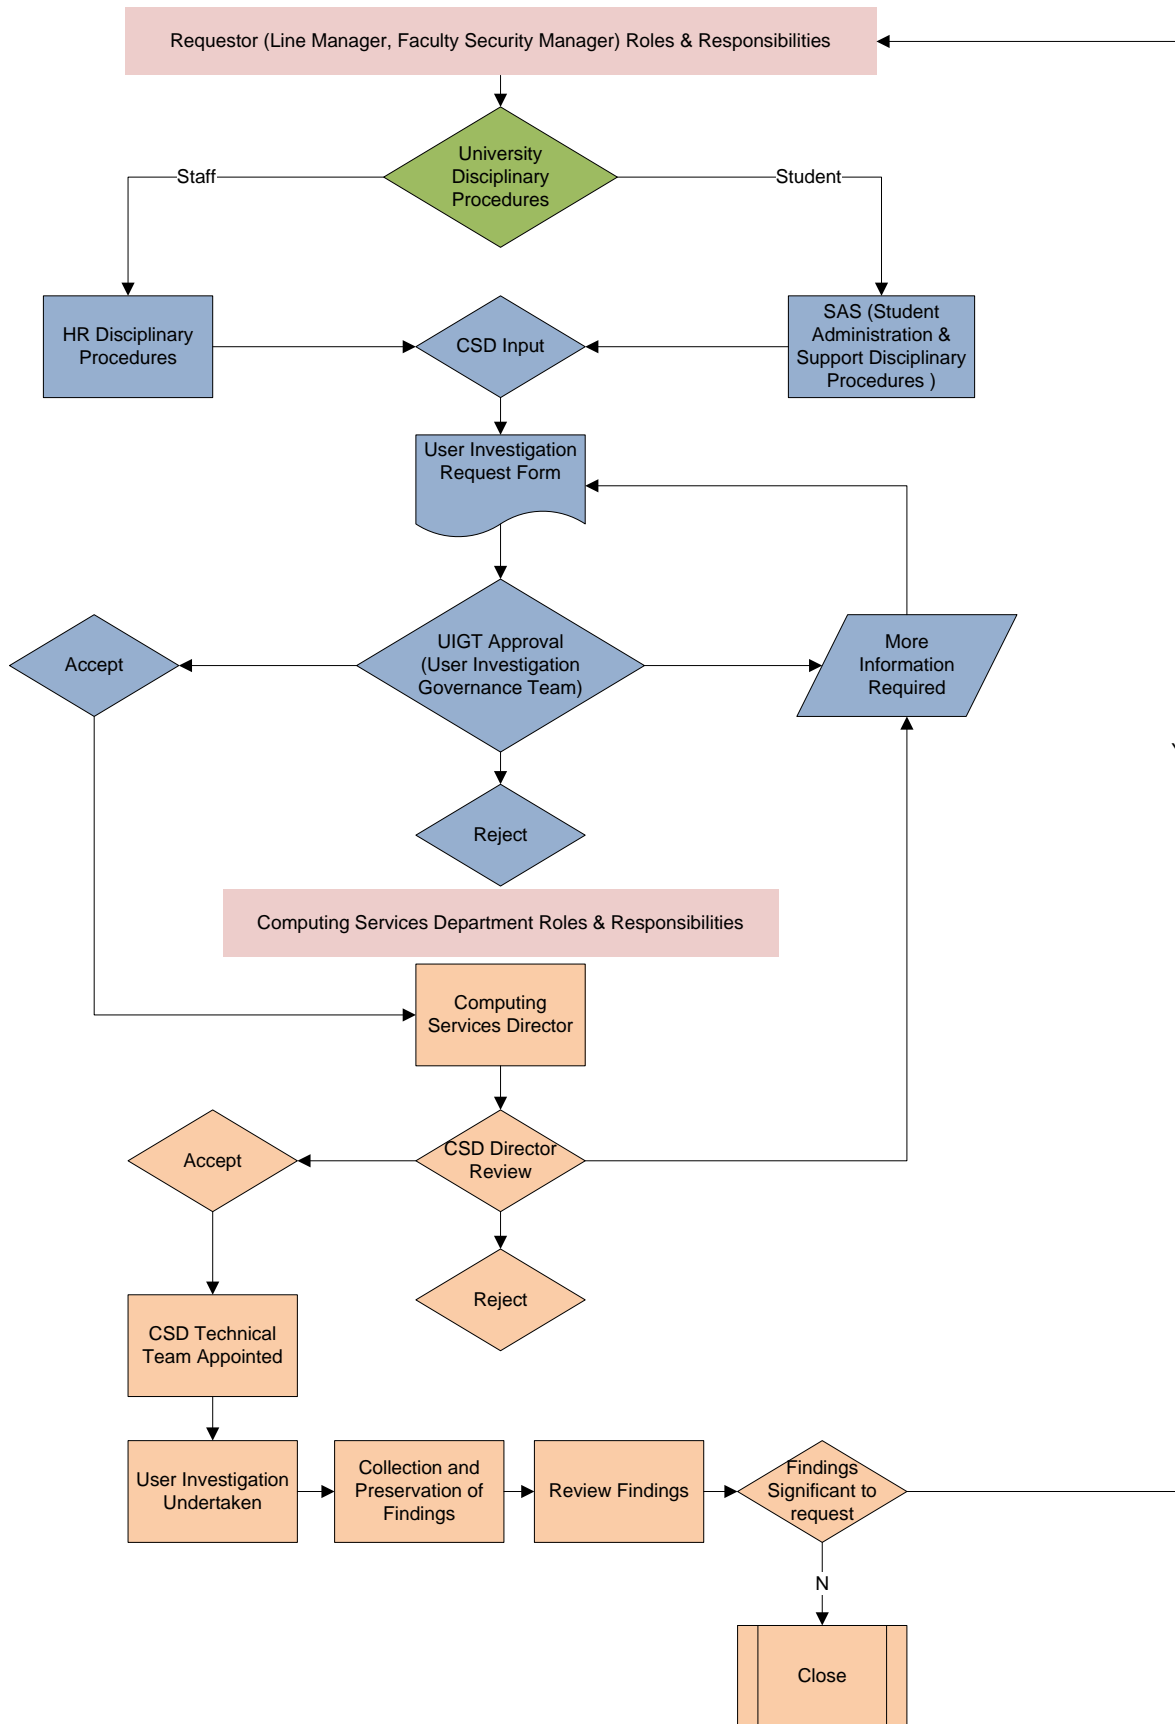 Requestor (Line Manager, Faculty Security Manager) Roles & Responsibilities
University
Disciplinary
Procedures
Staff
Student
HR Disciplinary
Procedures
CSD Input
SAS (Student
Administration &
Support Disciplinary
Procedures )
User Investigation
Request Form
Accept
UIGT Approval
(User Investigation
Governance Team)
More
Information
Required
Reject
Computing Services Department Roles & Responsibilities
Computing
Services Director
Accept
CSD Director
Review
Reject
CSD Technical
Team Appointed
User Investigation
Undertaken
Collection and
Preservation of
Findings
Review Findings
Findings
Significant to
request
N
Close